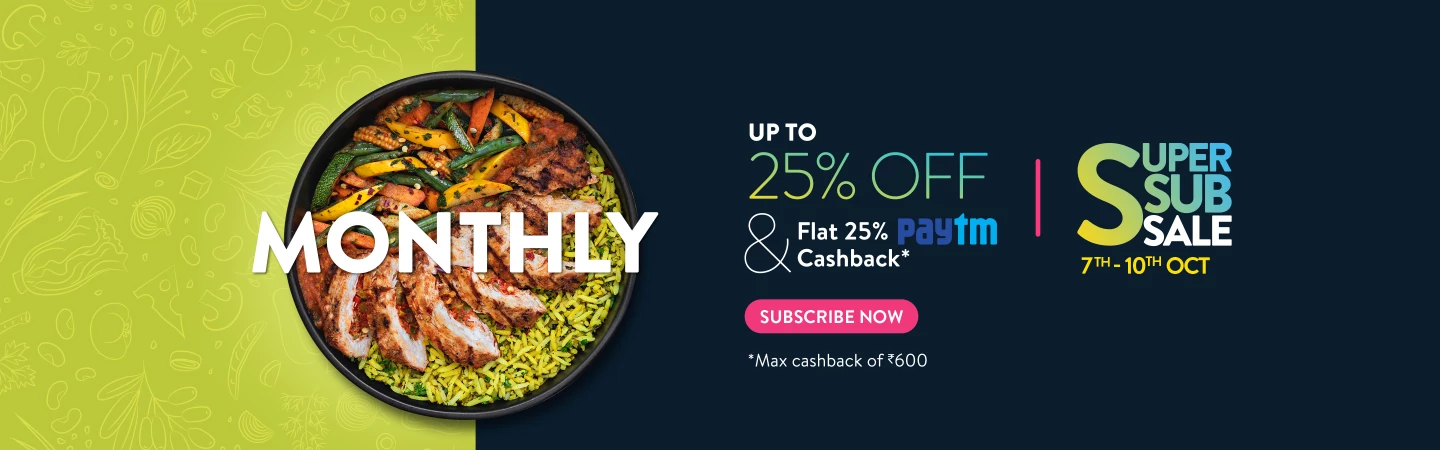 MONTHLY
UP TO
25% OFF
& Flat 25% paytm
Cashback*
SUBSCRIBE NOW
*Max cashback of ₹600
SUPER
SUB
SALE
7TH - 10TH OCT